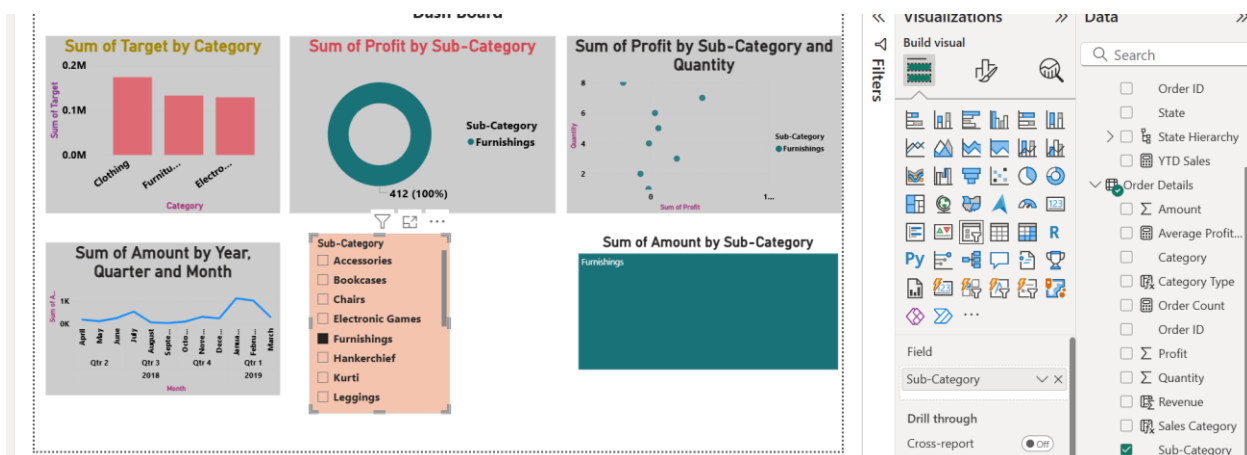 Dash Board
Sum of Target by Category
Sum of Target
0.2M
0.1M
0.0M
Clothing
Furnitu...
Electro...
Category
Sum of Profit by Sub-Category
Sub-Category
Furnishings
412 (100%)
Sum of Profit by Sub-Category and
Quantity
Quantity
8
6
4
2
0
1...
Sum of Profit
Sub-Category
Furnishings
Sum of Amount by Year,
Quarter and Month
Sum of A...
1K
0K
April
May
June
July
August
Septe...
Octo...
Nove...
Dece...
Janua...
Febru...
March
Qtr 2
Qtr 3
Qtr 4
Qtr 1
2018
2019
Month
Sub-Category
Accessories
Bookcases
Chairs
Electronic Games
Furnishings
Hankerchief
Kurti
Leggings
Sum of Amount by Sub-Category
Furnishings
Filters
Visualizations
Build visual
123
R
Py
123
Field
Sub-Category
Drill through
Cross-report
Off
Data
Search
Order ID
State
State Hierarchy
YTD Sales
Order Details
Amount
Average Profit...
Category
Category Type
Order Count
Order ID
Profit
Quantity
Revenue
Sales Category
Sub-Category